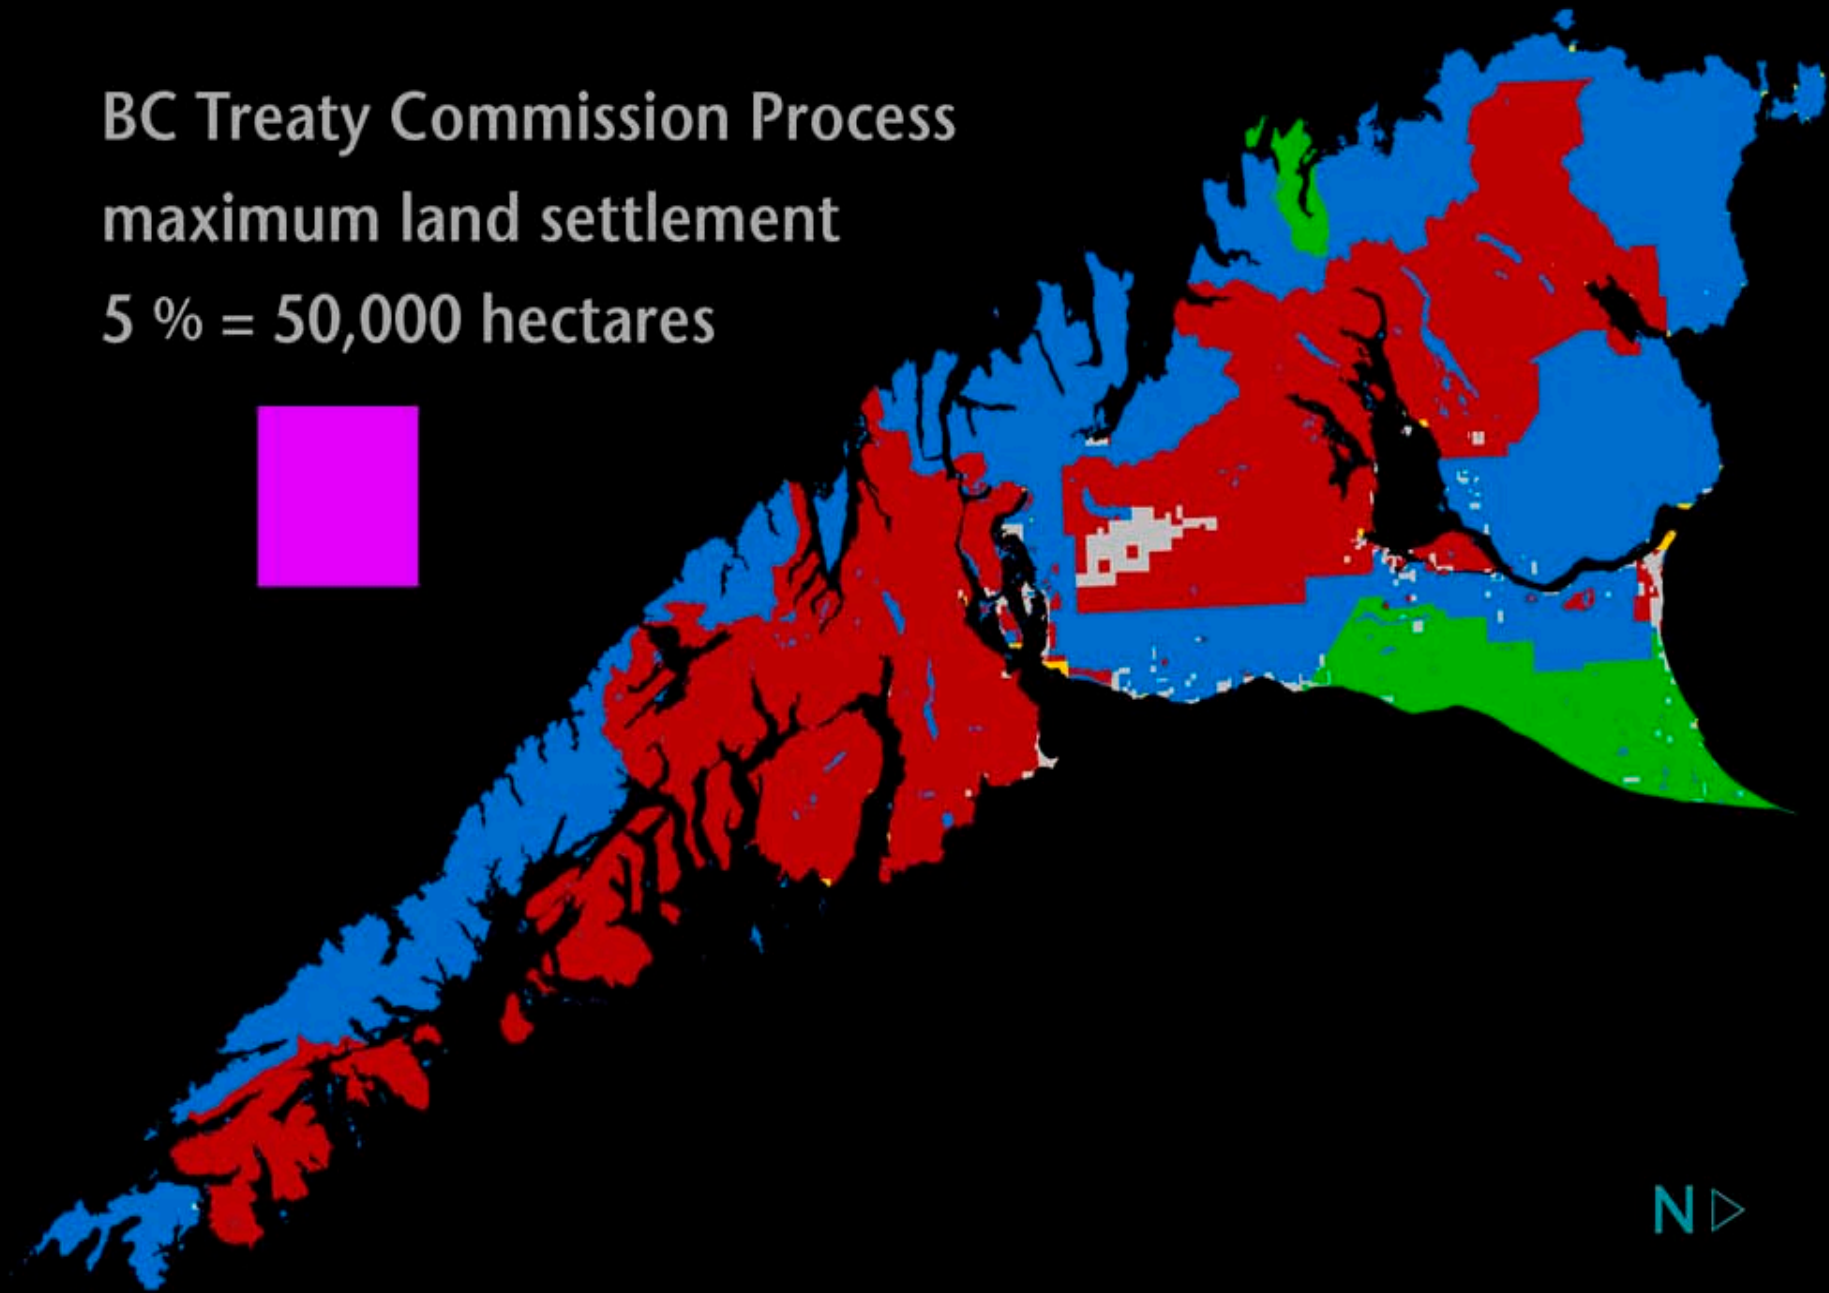 BC Treaty Commission Process
maximum land settlement
5 % = 50,000 hectares
N